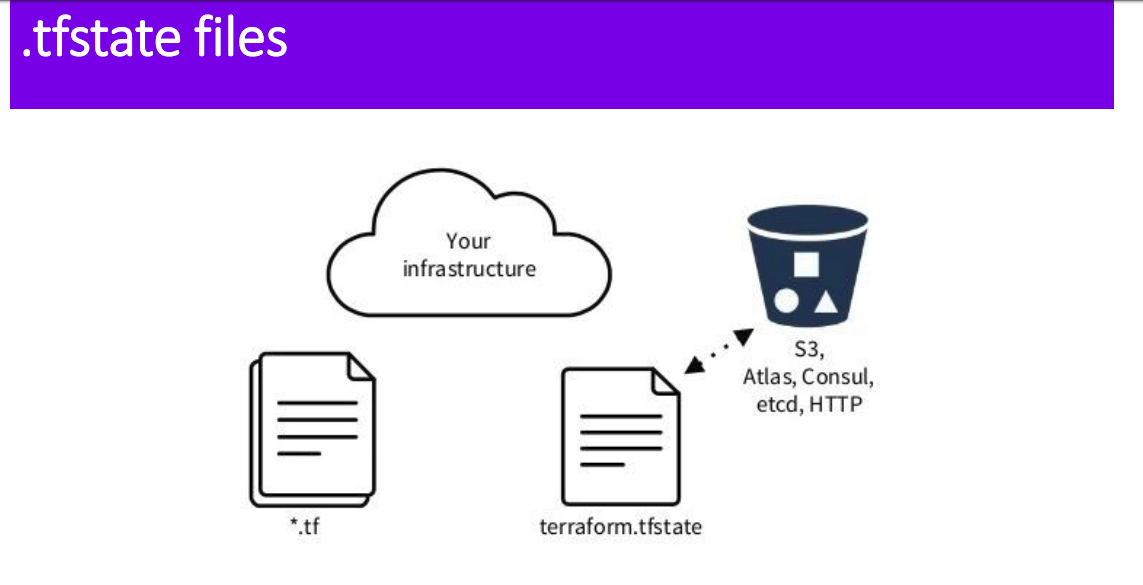 .tfstate files
Your
infrastructure
S3,
Atlas, Consul,
etcd, HTTP
*.tf
terraform.tfstate